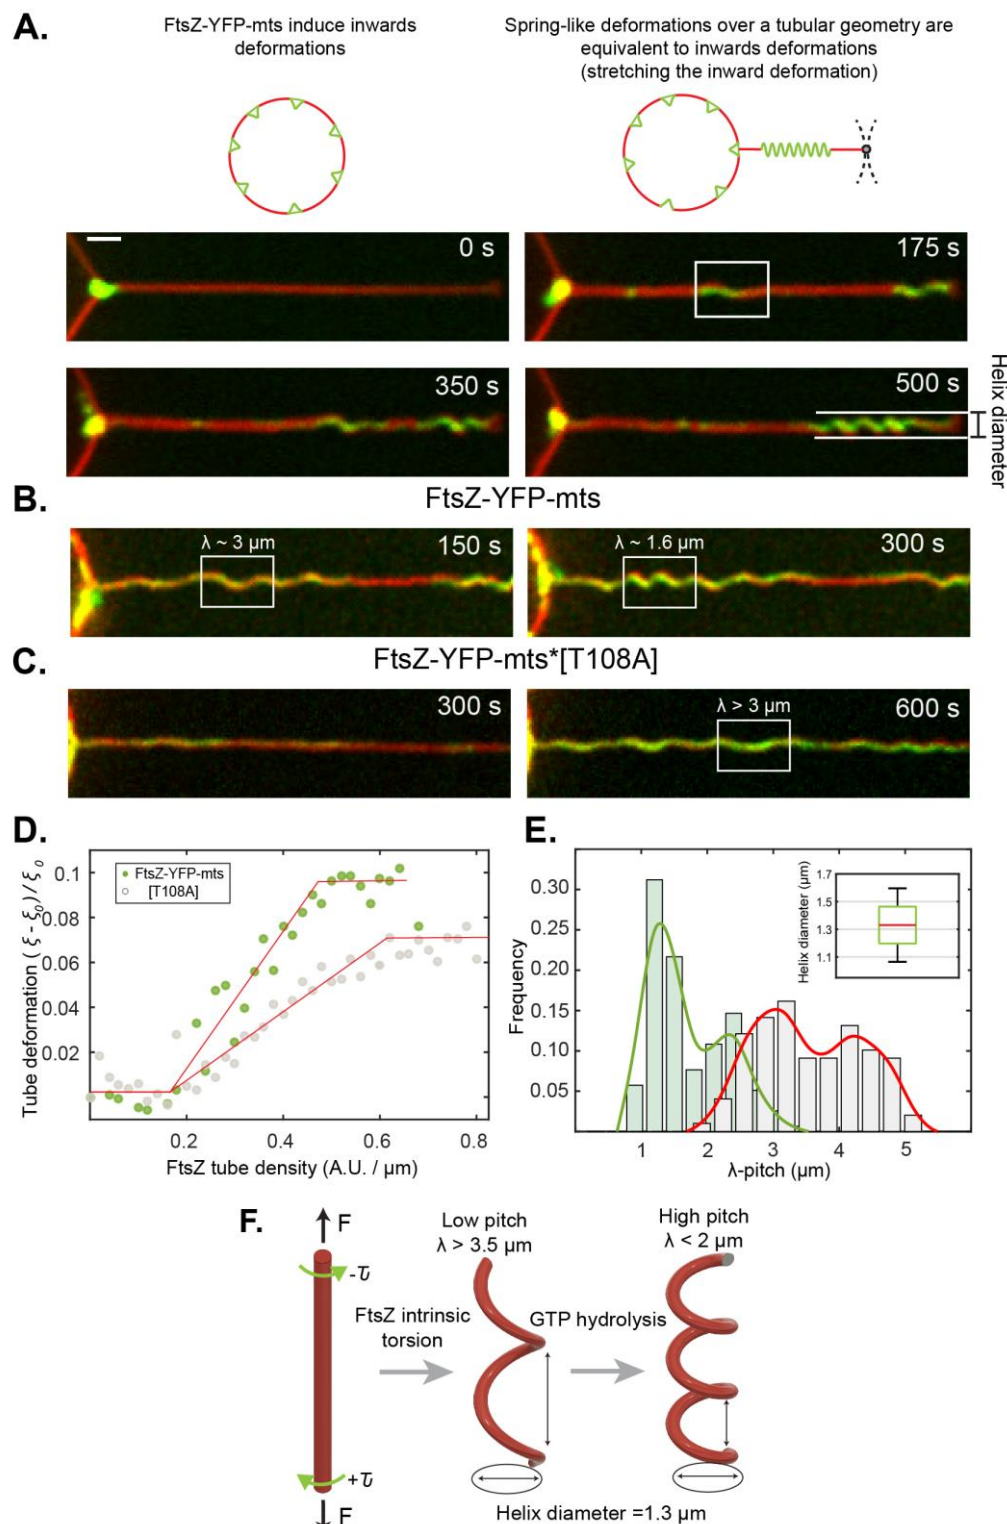 A.
FtsZ-YFP-mts induce inwards
deformations
Spring-like deformations over a tubular geometry are
equivalent to inwards deformations
(stretching the inward deformation)
0 s
175 s
350 s
500 s
Helix diameter
B.
FtsZ-YFP-mts
λ ~ 3 µm
150 s
λ ~ 1.6 µm
300 s
C.
FtsZ-YFP-mts*[T108A]
300 s
λ > 3 µm
600 s
D.
Tube deformation ( ξ - ξ0) / ξ0
0.1
0.08
0.06
0.04
0.02
FtsZ-YFP-mts
[T108A]
0.2
0.4
0.6
0.8
FtsZ tube density (A.U. / µm)
E.
Frequency
0.30
0.25
0.20
0.15
0.10
0.05
Helix diameter (µm)
1.7
1.5
1.3
1.1
1
2
3
4
5
λ-pitch (µm)
F.
F
-τ
+τ
F
FtsZ intrinsic
torsion
Low pitch
λ > 3.5 µm
GTP hydrolysis
High pitch
λ < 2 µm
Helix diameter =1.3 µm